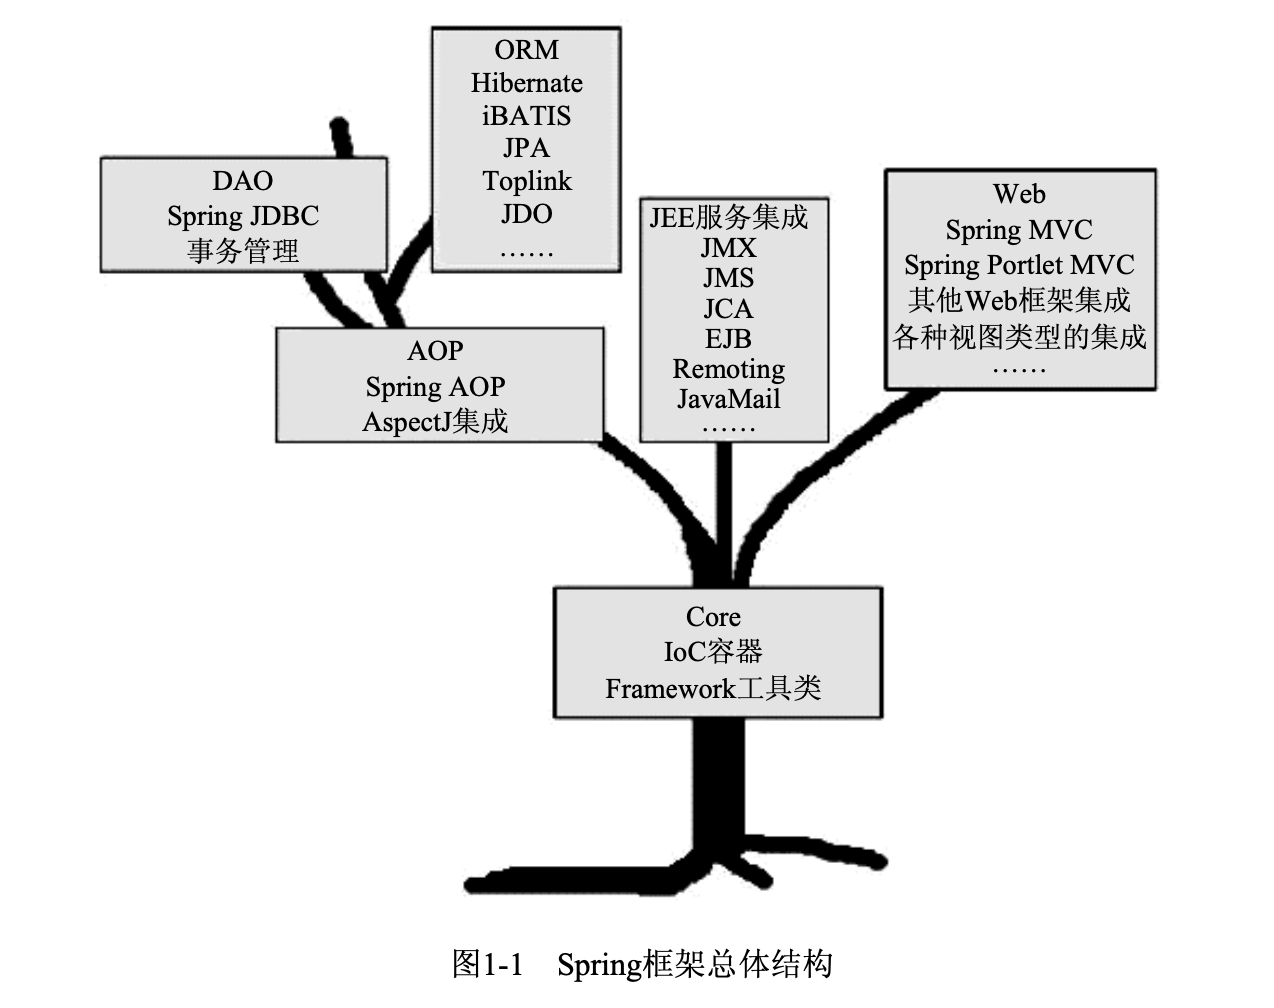 ORM
Hibernate
iBATIS
JPA
Toplink
JDO
……
DAO
Spring JDBC
事务管理
AOP
Spring AOP
AspectJ集成
JEE服务集成
JMX
JMS
JCA
EJB
Remoting
JavaMail
……
Web
Spring MVC
Spring Portlet MVC
其他Web框架集成
各种视图类型的集成
……
Core
IoC容器
Framework工具类
图1-1 Spring框架总体结构